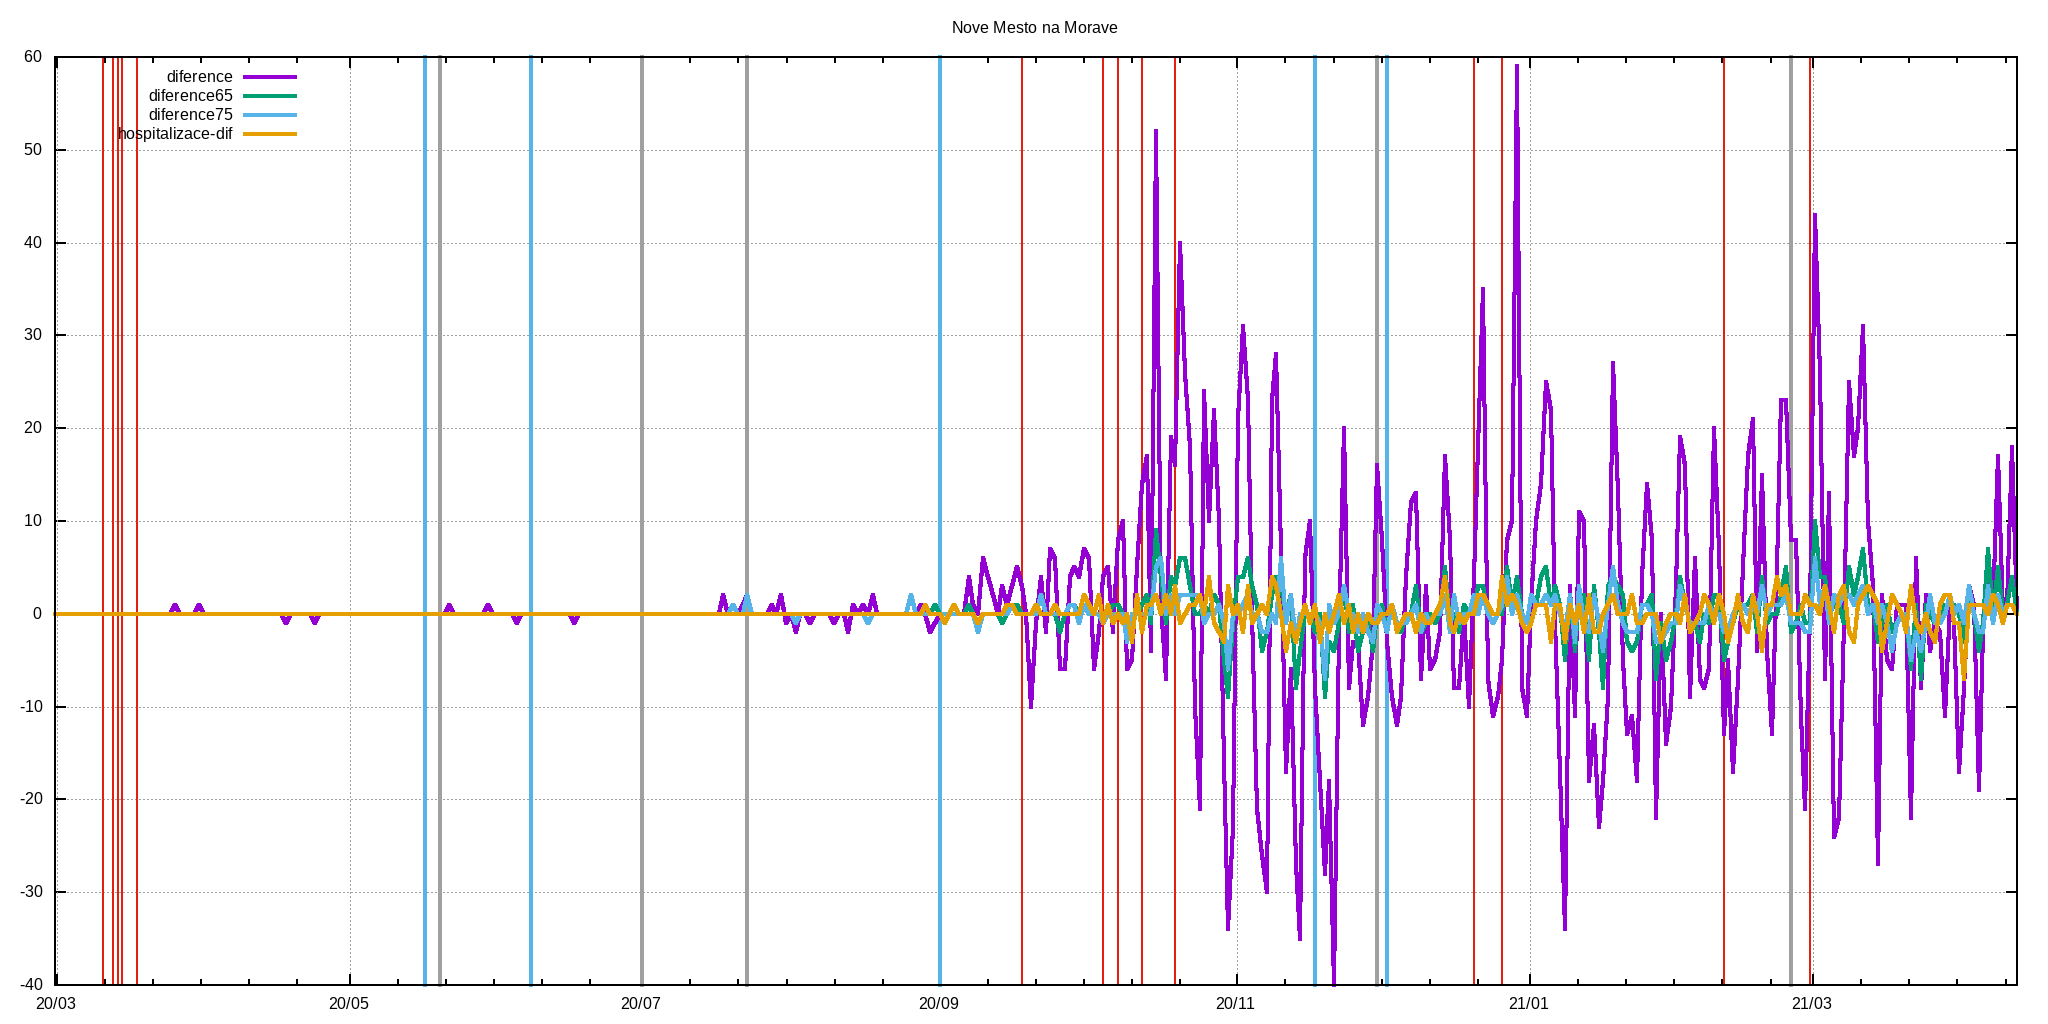 Nove Mesto na Morave
60
50
40
30
20
10
0
-10
-20
-30
-40
diference
diference65
diference75
hospitalizace-dif
20/03 20/05 20/07 20/09 20/11 21/01 21/03